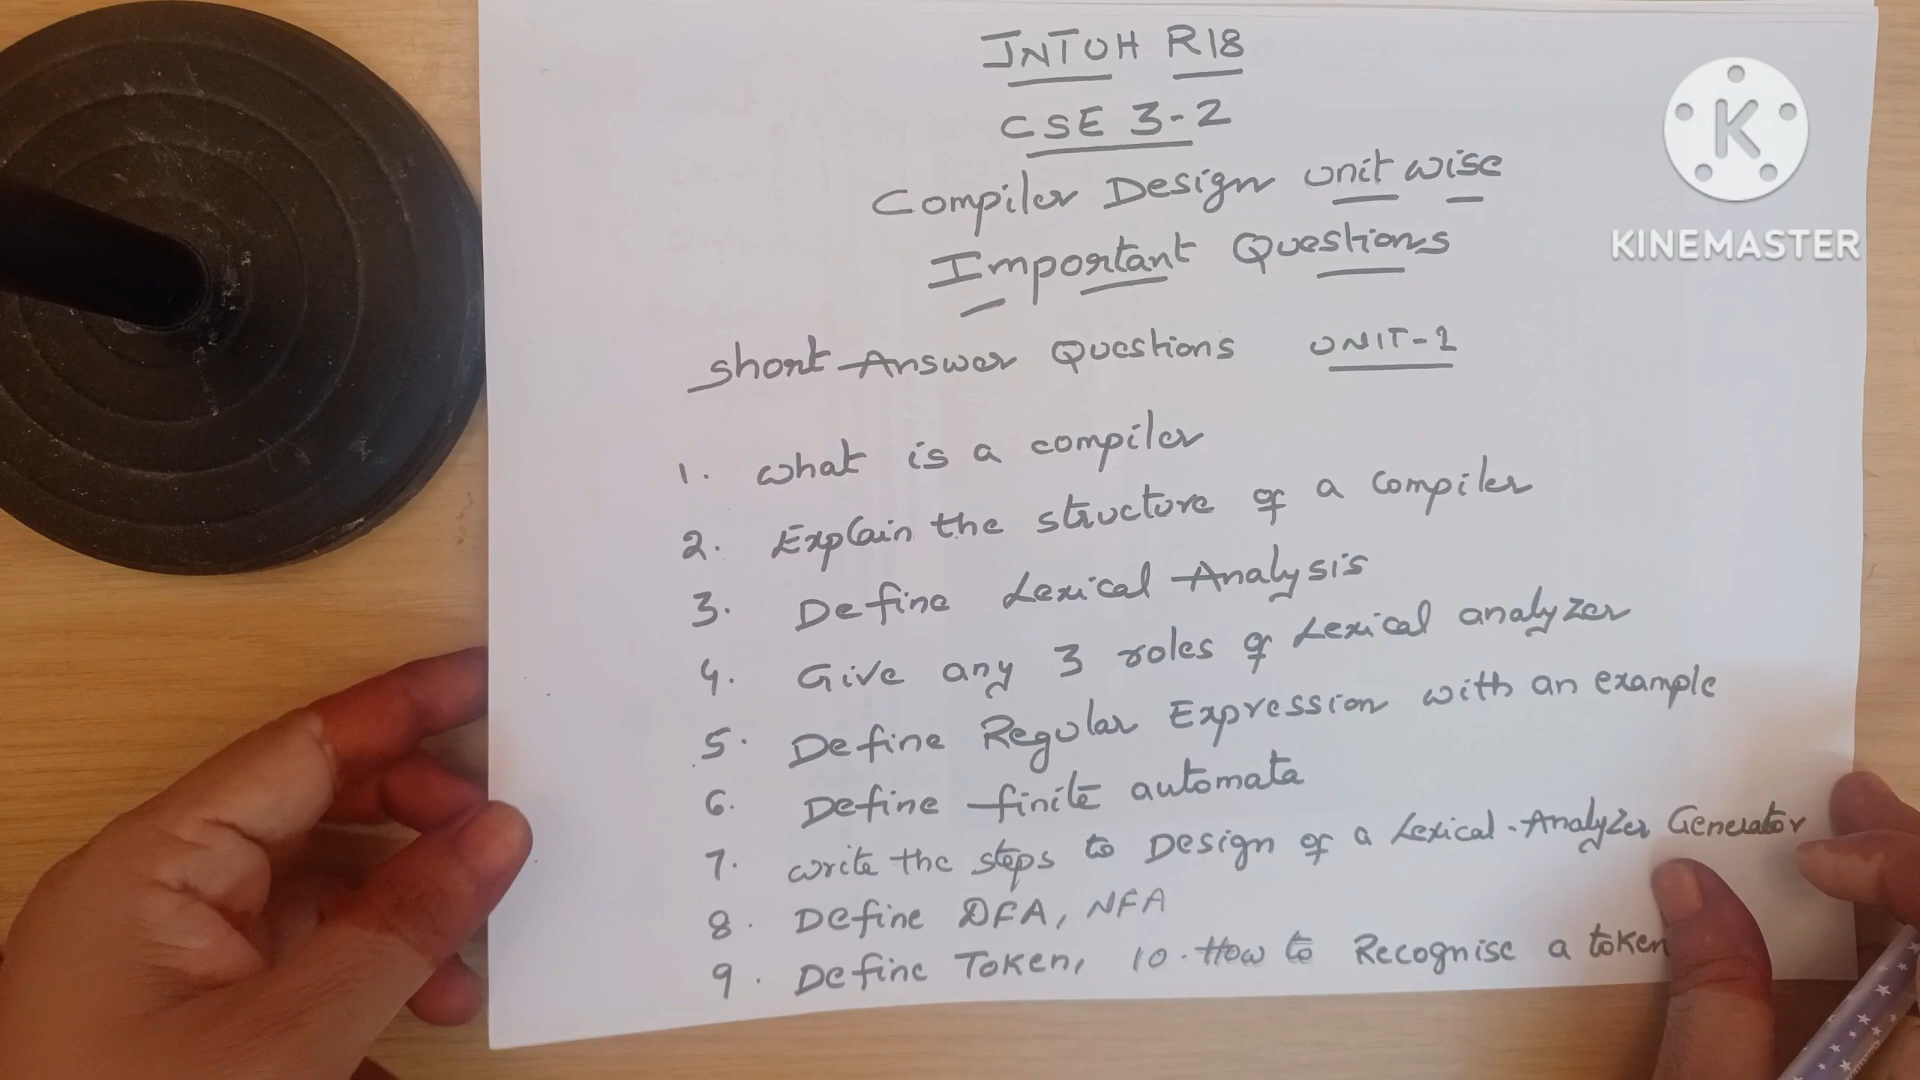 JNTUH R18
CSE 3-2
Compiler Design unit wise
Important Questions
Short Answer Questions UNIT-1
1. what is a compiler
2. Explain the structure of a compiler
3. Define Lexical Analysis
4. Give any 3 roles of Lexical analyzer
5. Define Regular Expression with an example
6. Define finite automata
7. write the steps to Design of a Lexical-Analyzer Generator
8. Define DFA, NFA
9. Define Token, 10. How to Recognise a token
K
KINEMASTER